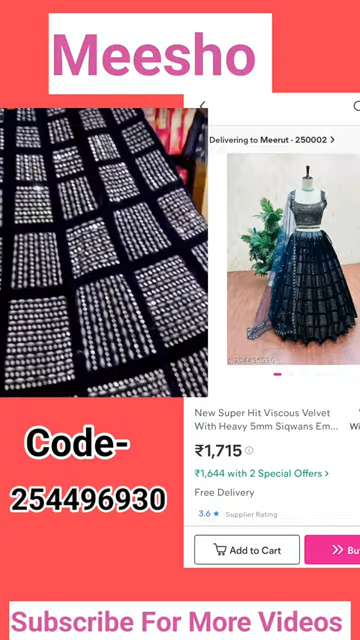 Meesho
Delivering to Meerut - 250002
New Super Hit Viscous Velvet
With Heavy 5mm Siqwans Em...
Wi
₹1,715
₹1,644 with 2 Special Offers
Free Delivery
3.6 ★ Supplier Rating
Add to Cart
Bu
Code-
254496930
Subscribe For More Videos